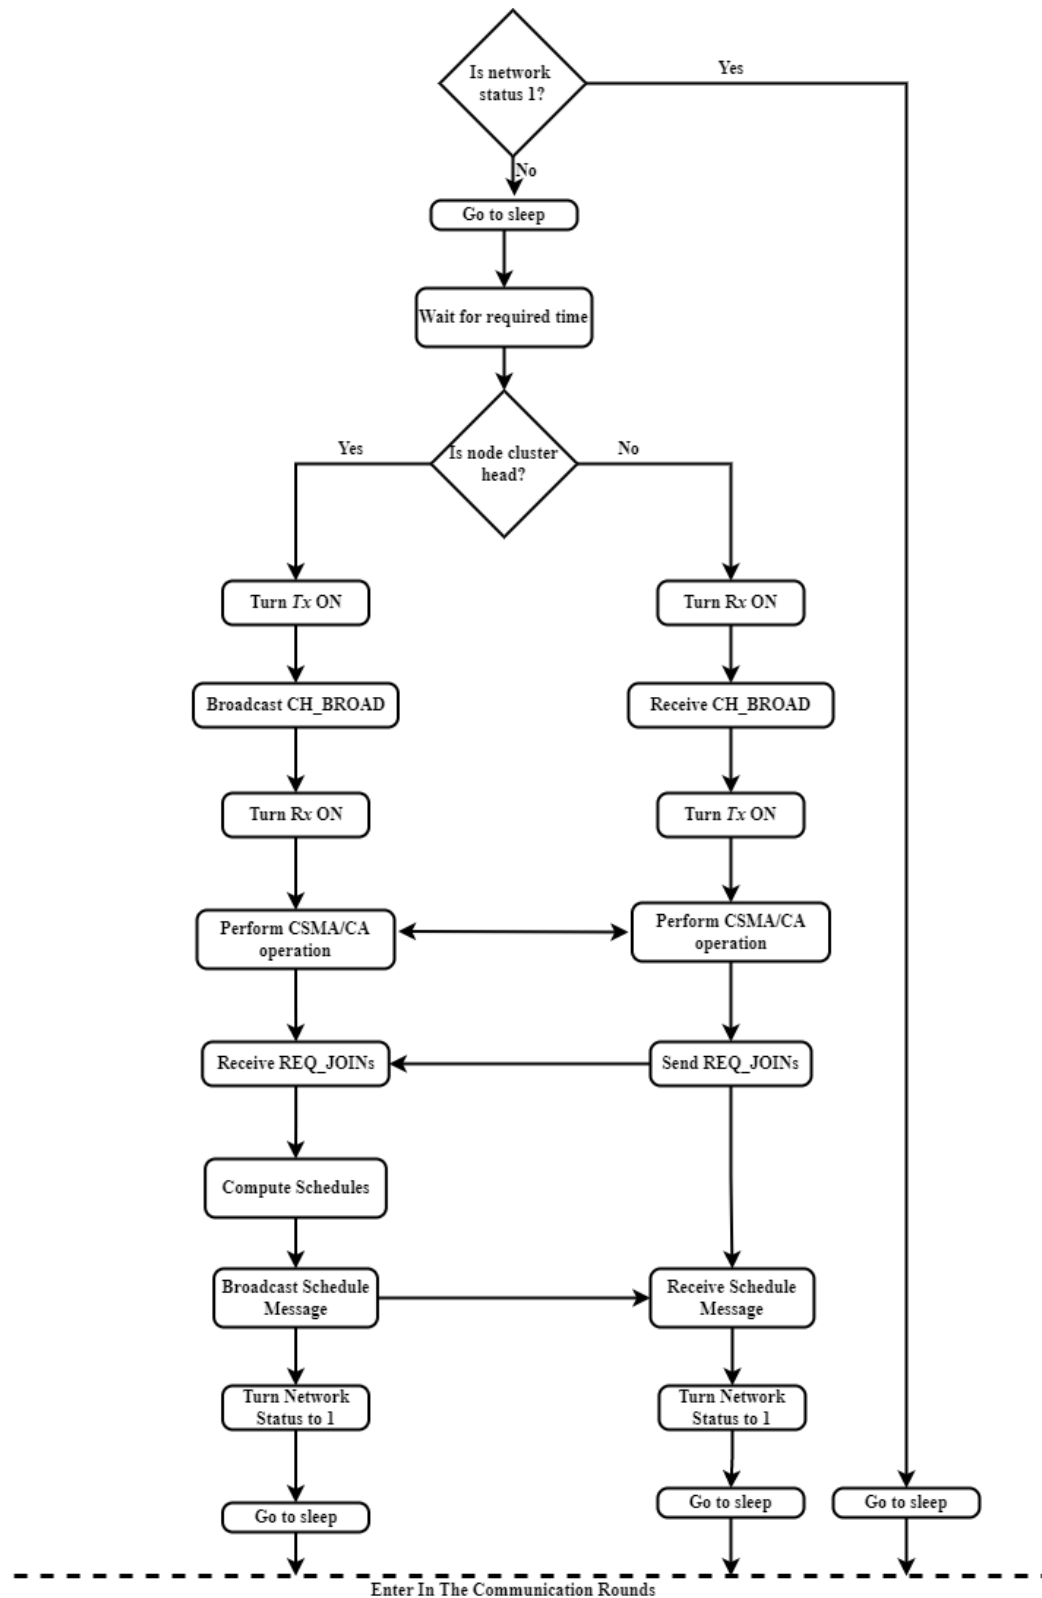 Is network
status 1?
Yes
No
Go to sleep
Wait for required time
Yes
Is node cluster
head?
No
Turn Tx ON
Turn Rx ON
Broadcast CH_BROAD
Receive CH_BROAD
Turn Rx ON
Turn Tx ON
Perform CSMA/CA
operation
Perform CSMA/CA
operation
Receive REQ_JOINs
Send REQ_JOINs
Compute Schedules
Broadcast Schedule
Message
Receive Schedule
Message
Turn Network
Status to 1
Turn Network
Status to 1
Go to sleep
Go to sleep
Go to sleep
Enter In The Communication Rounds